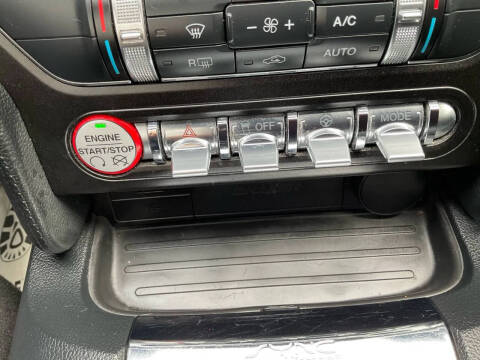 - +
A/C
R
AUTO
ENGINE
START/STOP
OFF
MODE